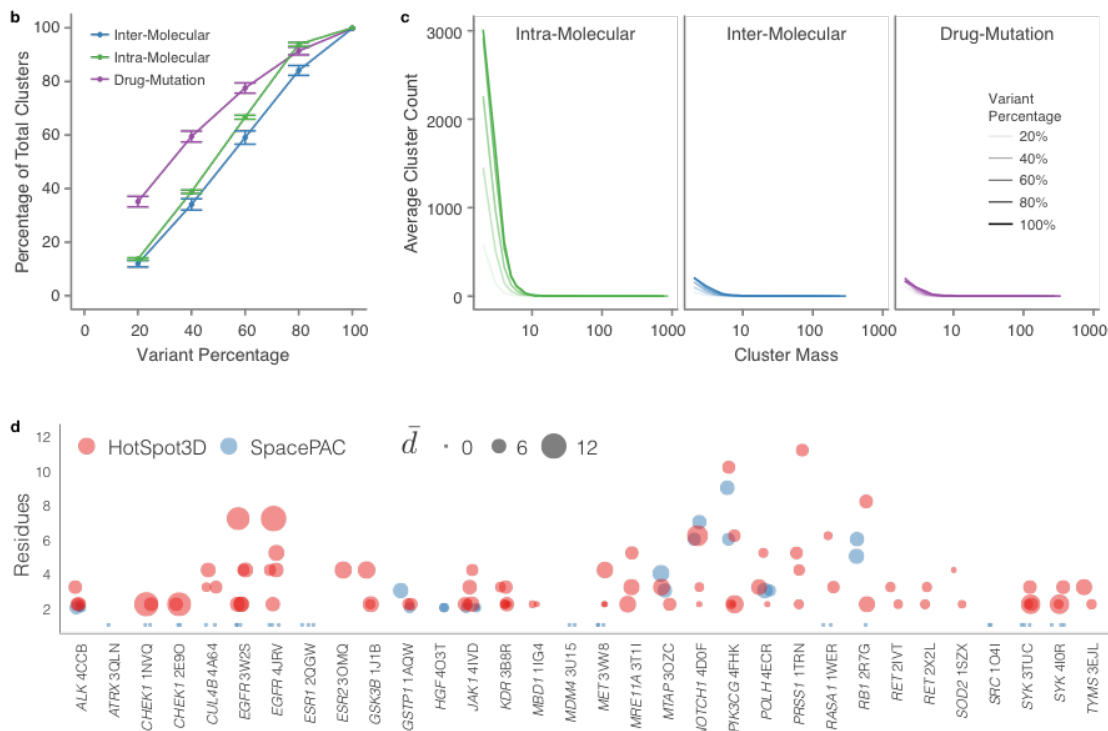 b
100
80
60
40
20
0
Percentage of Total Clusters
Inter-Molecular
Intra-Molecular
Drug-Mutation
0 20 40 60 80 100
Variant Percentage
c
3000
2000
1000
0
Average Cluster Count
Intra-Molecular
Inter-Molecular
Drug-Mutation
Variant
Percentage
20%
40%
60%
80%
100%
10 100 1000
10 100 1000
10 100 1000
Cluster Mass
d
12
10
8
6
4
2
Residues
HotSpot3D
SpacePAC
d̄
0
6
12
ALK 4CCB
ATRX 3QLN
CHEK1 1NVQ
CHEK1 2E9O
CUL4B 4A64
EGFR 3W2S
EGFR 4JRV
ESR1 2QGW
ESR2 3OMQ
GSK3B 1J1B
GSTP1 1AQW
HGF 4O3T
JAK1 4IVD
KDR 3B8R
MBD1 1IG4
MDM4 3U15
MET 3WW8
MRE11A 3T1I
MTAP 3OZC
NOTCH1 4D0F
PIK3CG 4FHK
POLH 4ECR
PRSS1 1TRN
RASA1 1WER
RB1 2R7G
RET 2IVT
RET 2X2L
SOD2 1SZX
SRC 1O4I
SYK 3TUC
SYK 4I0R
TYMS 3EJL